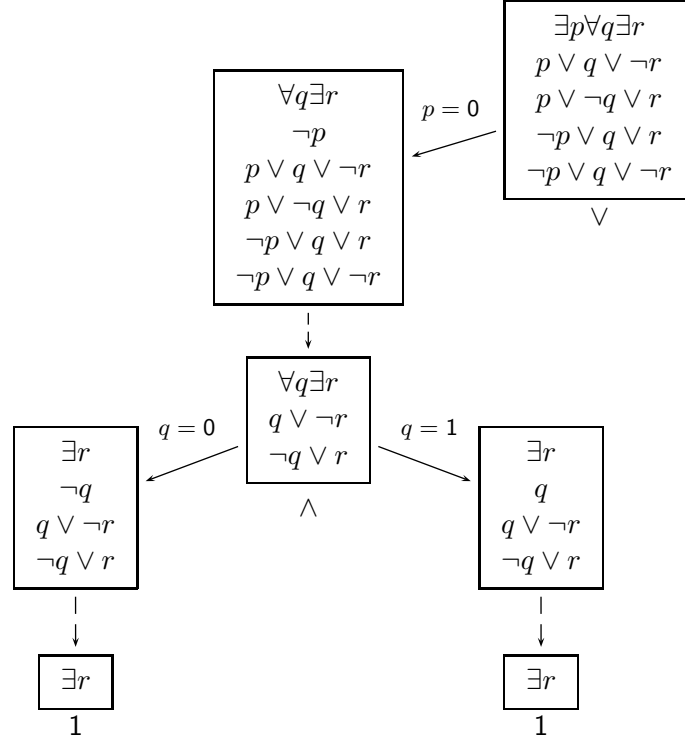 ∃p∀q∃r
p ∨ q ∨ ¬r
p ∨ ¬q ∨ r
¬p ∨ q ∨ r
¬p ∨ q ∨ ¬r
∨
p = 0
∀q∃r
¬p
p ∨ q ∨ ¬r
p ∨ ¬q ∨ r
¬p ∨ q ∨ r
¬p ∨ q ∨ ¬r
∀q∃r
q ∨ ¬r
¬q ∨ r
∧
q = 0
∃r
¬q
q ∨ ¬r
¬q ∨ r
∃r
1
q = 1
∃r
q
q ∨ ¬r
¬q ∨ r
∃r
1